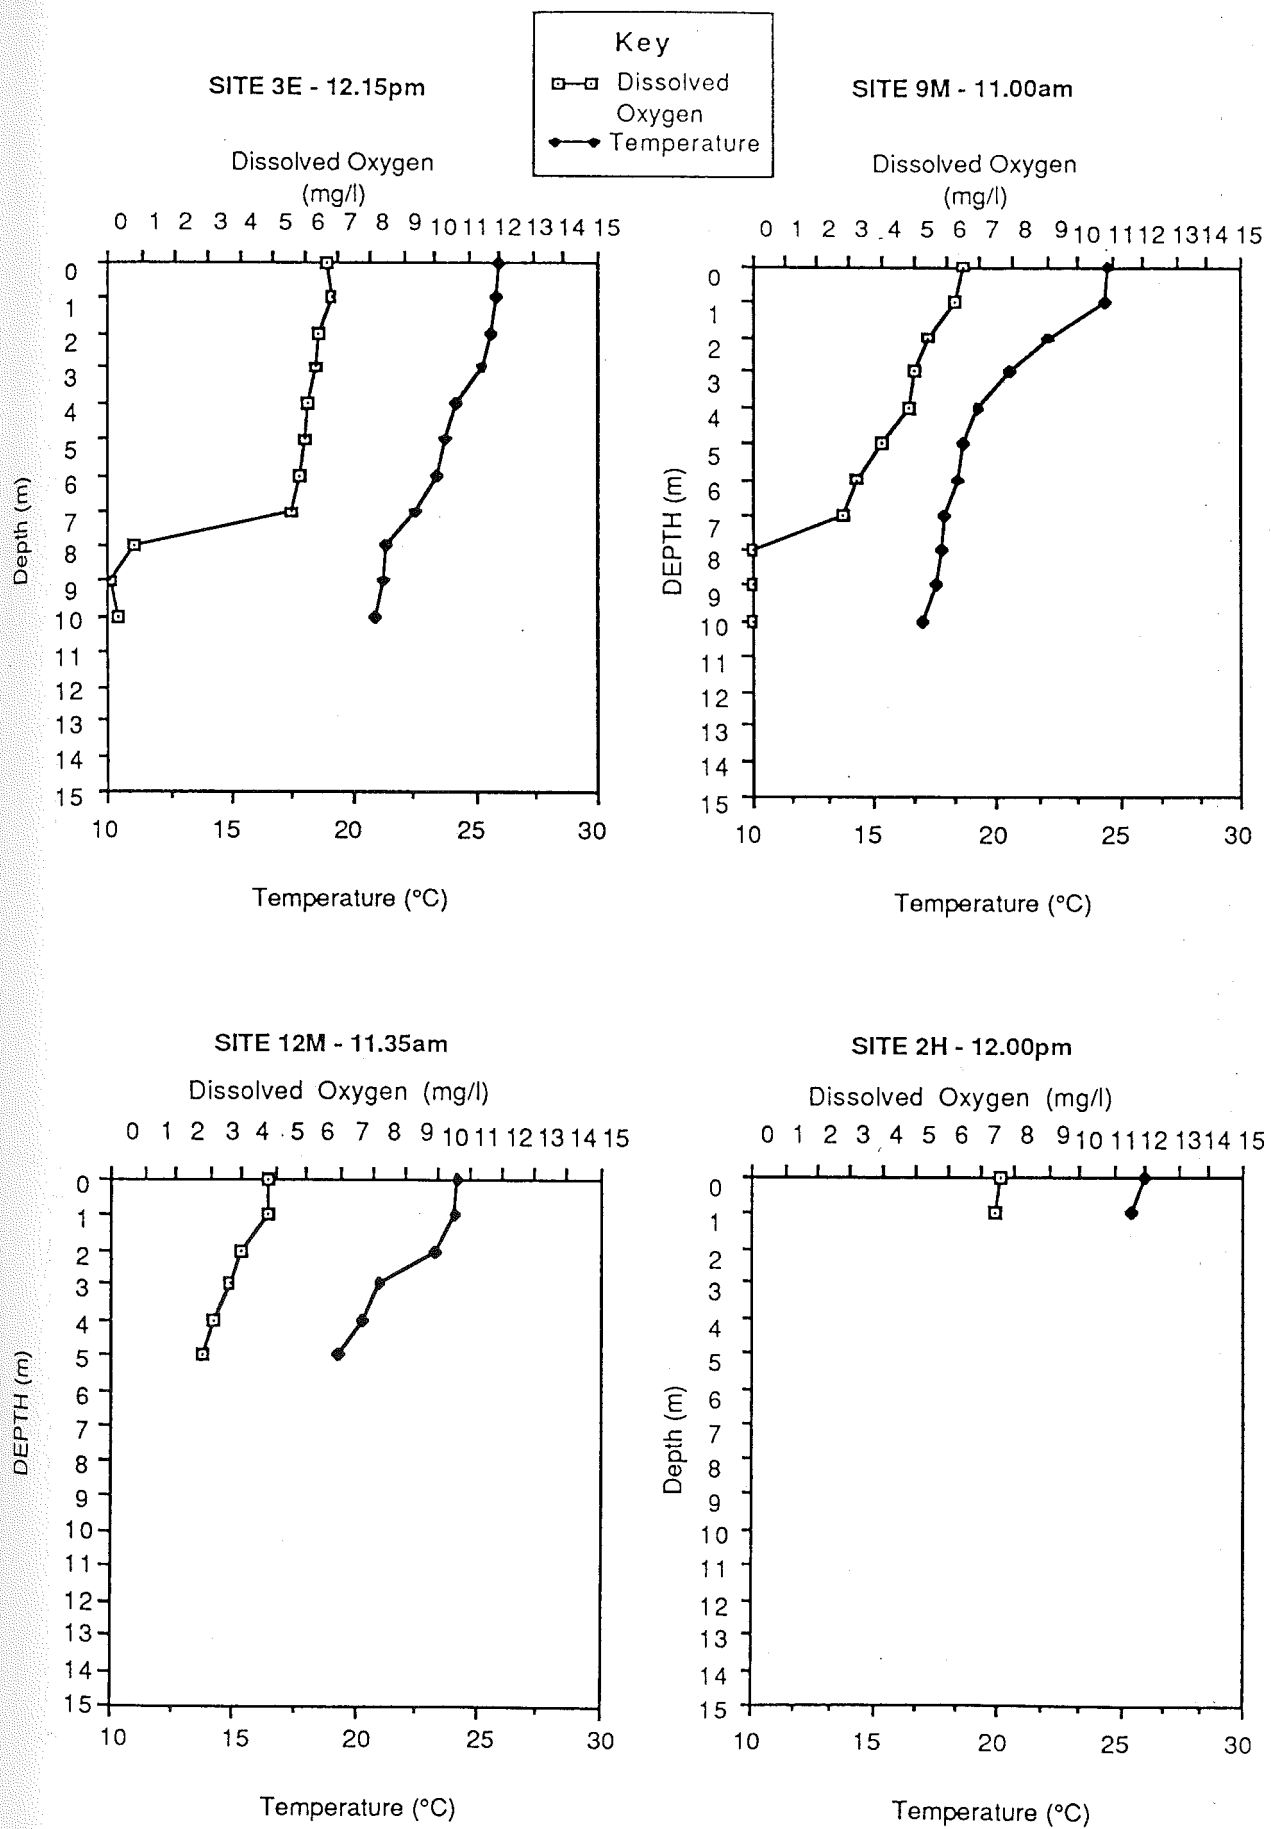 Key
Dissolved
Oxygen
Temperature
SITE 3E - 12.15pm
Dissolved Oxygen
(mg/l)
0 1 2 3 4 5 6 7 8 9 10 11 12 13 14 15
0
1
2
3
4
5
6
7
8
9
10
11
12
13
14
15
Depth (m)
10 15 20 25 30
Temperature (°C)
SITE 9M - 11.00am
Dissolved Oxygen
(mg/l)
0 1 2 3 4 5 6 7 8 9 10 11 12 13 14 15
0
1
2
3
4
5
6
7
8
9
10
11
12
13
14
15
DEPTH (m)
10 15 20 25 30
Temperature (°C)
SITE 12M - 11.35am
Dissolved Oxygen (mg/l)
0 1 2 3 4 5 6 7 8 9 10 11 12 13 14 15
0
1
2
3
4
5
6
7
8
9
10
11
12
13
14
15
DEPTH (m)
10 15 20 25 30
Temperature (°C)
SITE 2H - 12.00pm
Dissolved Oxygen (mg/l)
0 1 2 3 4 5 6 7 8 9 10 11 12 13 14 15
0
1
2
3
4
5
6
7
8
9
10
11
12
13
14
15
Depth (m)
10 15 20 25 30
Temperature (°C)